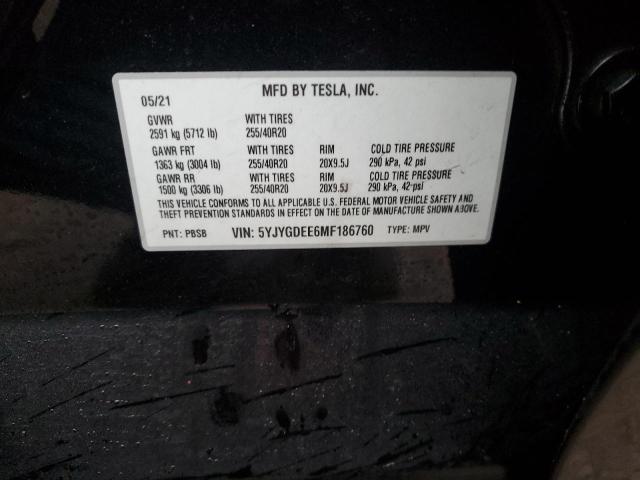 MFD BY TESLA, INC.
05/21
GVWR WITH TIRES
2591 kg (5712 lb) 255/40R20
GAWR FRT WITH TIRES RIM COLD TIRE PRESSURE
1363 kg (3004 lb) 255/40R20 20X9.5J 290 kPa, 42 psi
GAWR RR WITH TIRES RIM COLD TIRE PRESSURE
1500 kg (3306 lb) 255/40R20 20X9.5J 290 kPa, 42 psi
THIS VEHICLE CONFORMS TO ALL APPLICABLE U.S. FEDERAL MOTOR VEHICLE SAFETY AND
THEFT PREVENTION STANDARDS IN EFFECT ON THE DATE OF MANUFACTURE SHOWN ABOVE.
PNT: PBSB VIN: 5YJYGDEE6MF186760 TYPE: MPV